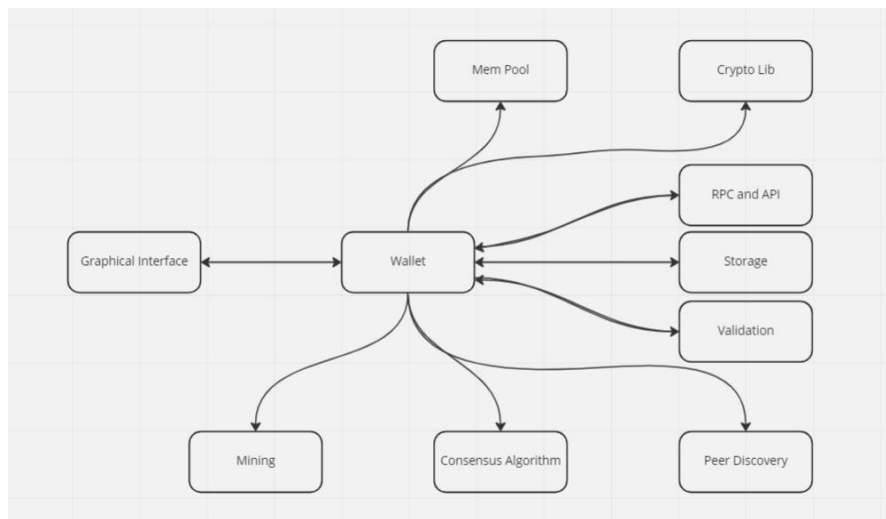 Mem Pool
Crypto Lib
RPC and API
Graphical Interface
Wallet
Storage
Validation
Mining
Consensus Algorithm
Peer Discovery